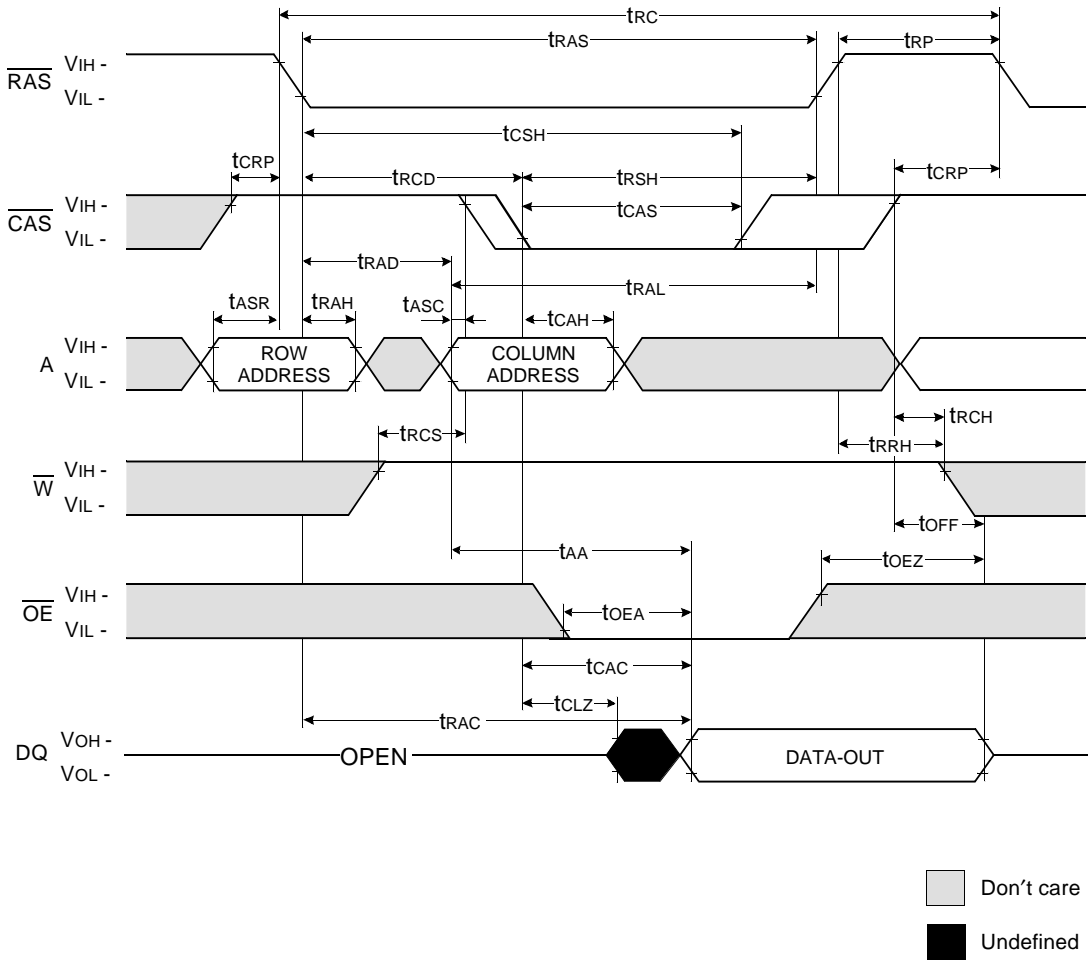 tRC
tRAS
tRP
RAS
VIH -
VIL -
tCSH
tCRP
tRCD
tRSH
tCRP
CAS
VIH -
VIL -
tCAS
tRAD
tRAL
tASR
tRAH
tASC
tCAH
A
VIH -
VIL -
ROW
ADDRESS
COLUMN
ADDRESS
tRCH
tRCS
tRRH
W
VIH -
VIL -
tOFF
tAA
tOEZ
OE
VIH -
VIL -
tOEA
tCAC
tCLZ
tRAC
DQ
VOH -
VOL -
OPEN
DATA-OUT
Don′t care
Undefined